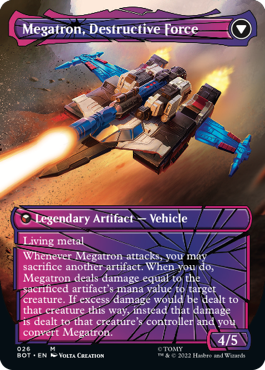 Megatron, Destructive Force
Legendary Artifact — Vehicle
Living metal
Whenever Megatron attacks, you may
sacrifice another artifact. When you do,
Megatron deals damage equal to the
sacrificed artifact's mana value to target
creature. If excess damage would be dealt to
that creature this way, instead that damage
is dealt to that creature's controller and you
convert Megatron.
4/5
026 M
BOT • EN VOLTA CREATION
© TOMY
™ & © 2022 Hasbro and Wizards